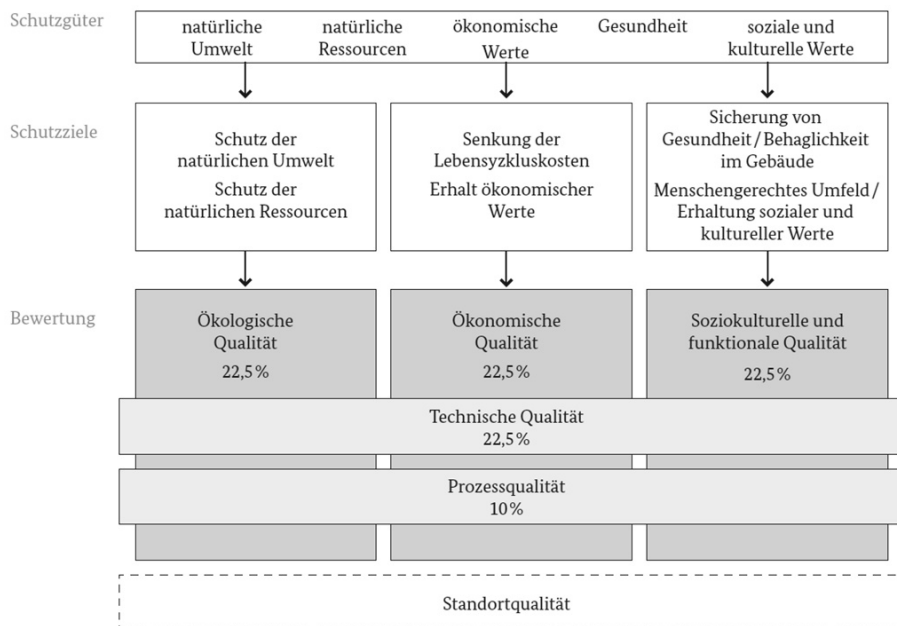 Schutzgüter
natürliche
Umwelt
natürliche
Ressourcen
ökonomische
Werte
Gesundheit
soziale und
kulturelle Werte
Schutzziele
Schutz der
natürlichen Umwelt
Schutz der
natürlichen Ressourcen
Senkung der
Lebensyzkluskosten
Erhalt ökonomischer
Werte
Sicherung von
Gesundheit / Behaglichkeit
im Gebäude
Menschengerechtes Umfeld /
Erhaltung sozialer und
kultureller Werte
Bewertung
Ökologische
Qualität
22,5 %
Ökonomische
Qualität
22,5 %
Soziokulturelle und
funktionale Qualität
22,5 %
Technische Qualität
22,5 %
Prozessqualität
10 %
Standortqualität